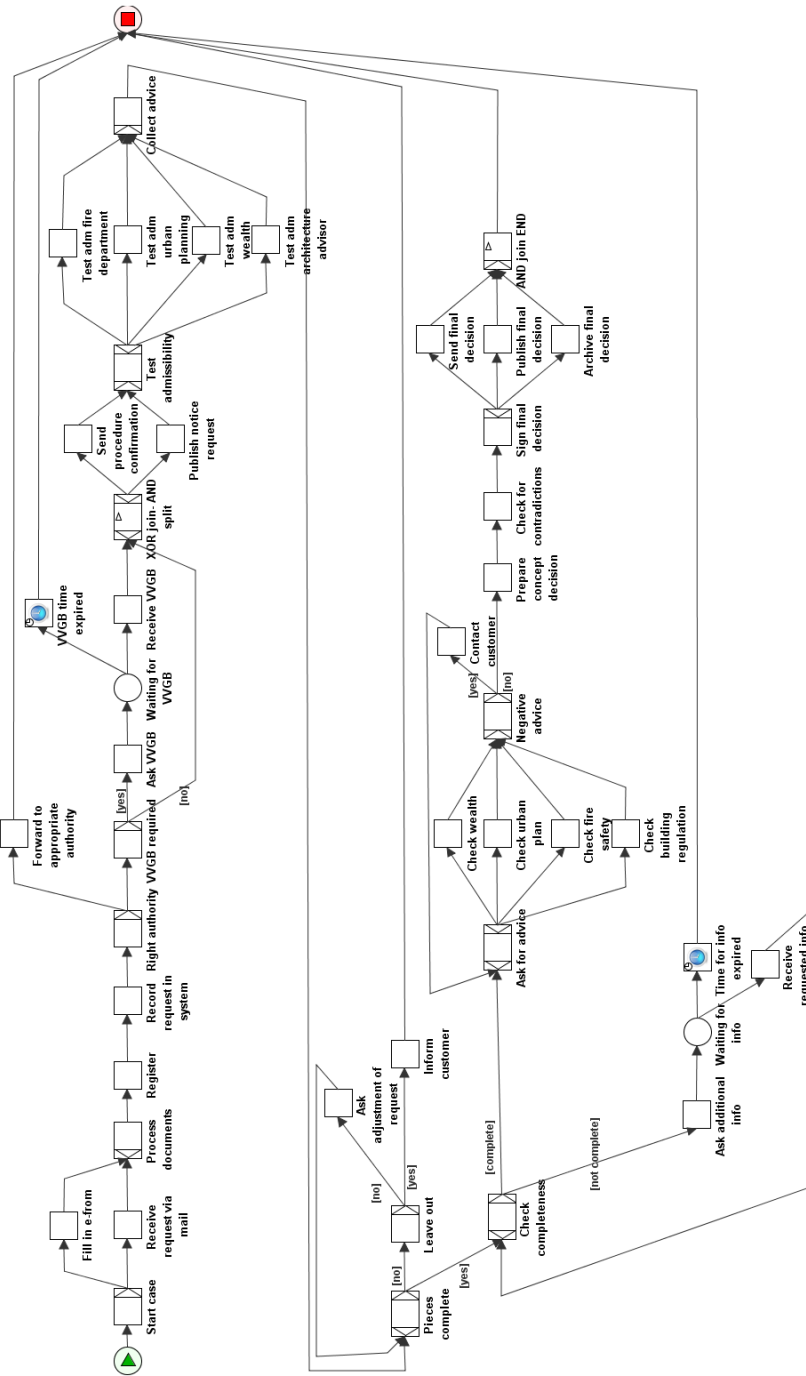 Start case
Fill in e-from
Receive
request via
mail
Process
documents
Register
Record
request in
system
Right authority
Forward to
appropriate
authority
VVGB required
[yes]
[no]
Ask VVGB
Waiting for
VVGB
VVGB time
expired
Receive VVGB
XOR join- AND
split
Send
procedure
confirmation
Publish notice
request
Test
admissibility
Test adm fire
department
Test adm
urban
planning
Test adm
wealth
Test adm
architecture
advisor
Collect advice
Pieces
complete
[no]
[yes]
Leave out
[no]
[yes]
Ask
adjustment of
request
Inform
customer
Check
completeness
[complete]
[not complete]
Ask for advice
Check wealth
Check urban
plan
Check fire
safety
Check
building
regulation
Negative
advice
[yes]
[no]
Contact
customer
Prepare
concept
decision
Check for
contradictions
Sign final
decision
Send final
decision
Publish final
decision
Archive final
decision
AND join END
Ask additional
info
Waiting for
info
Time for info
expired
Receive
requested info